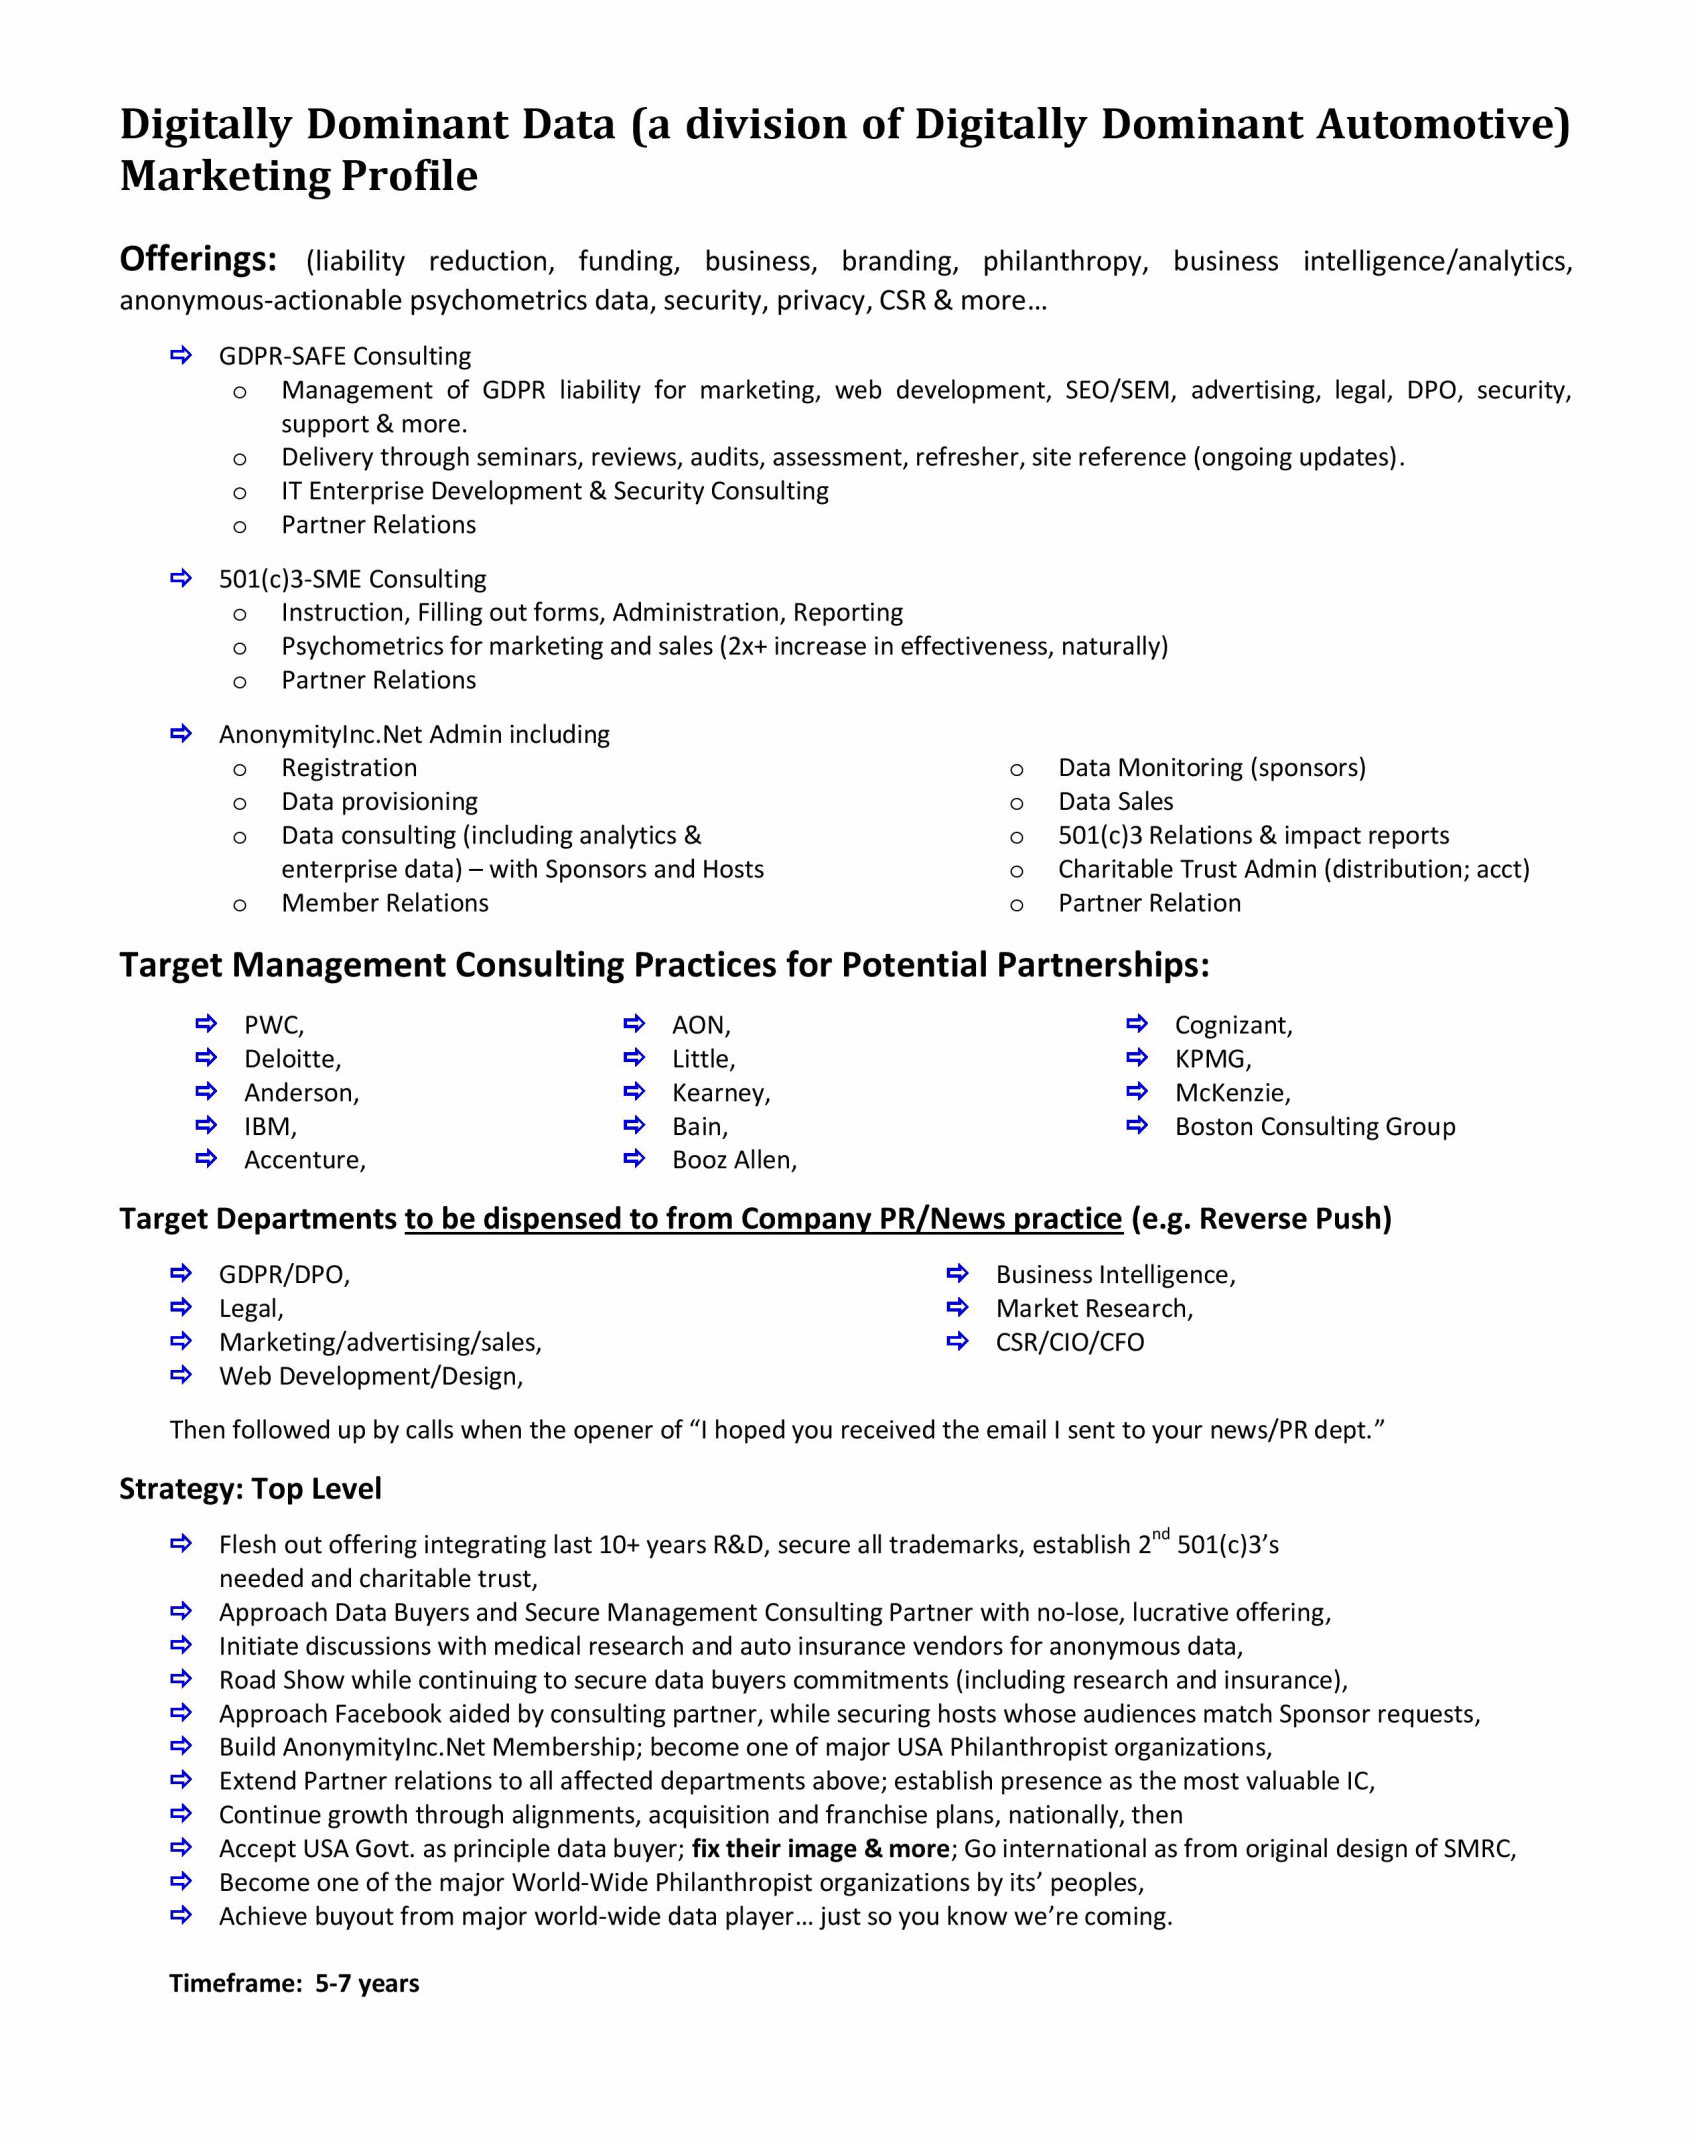 Digitally Dominant Data (a division of Digitally Dominant Automotive)
Marketing Profile
Offerings: (liability reduction, funding, business, branding, philanthropy, business intelligence/analytics,
anonymous-actionable psychometrics data, security, privacy, CSR & more…
⇨ GDPR-SAFE Consulting
o Management of GDPR liability for marketing, web development, SEO/SEM, advertising, legal, DPO, security,
support & more.
o Delivery through seminars, reviews, audits, assessment, refresher, site reference (ongoing updates).
o IT Enterprise Development & Security Consulting
o Partner Relations
⇨ 501(c)3-SME Consulting
o Instruction, Filling out forms, Administration, Reporting
o Psychometrics for marketing and sales (2x+ increase in effectiveness, naturally)
o Partner Relations
⇨ AnonymityInc.Net Admin including
o Registration
o Data provisioning
o Data consulting (including analytics &
enterprise data) – with Sponsors and Hosts
o Member Relations
o Data Monitoring (sponsors)
o Data Sales
o 501(c)3 Relations & impact reports
o Charitable Trust Admin (distribution; acct)
o Partner Relation
Target Management Consulting Practices for Potential Partnerships:
⇨ PWC,
⇨ Deloitte,
⇨ Anderson,
⇨ IBM,
⇨ Accenture,
⇨ AON,
⇨ Little,
⇨ Kearney,
⇨ Bain,
⇨ Booz Allen,
⇨ Cognizant,
⇨ KPMG,
⇨ McKenzie,
⇨ Boston Consulting Group
Target Departments to be dispensed to from Company PR/News practice (e.g. Reverse Push)
⇨ GDPR/DPO,
⇨ Legal,
⇨ Marketing/advertising/sales,
⇨ Web Development/Design,
⇨ Business Intelligence,
⇨ Market Research,
⇨ CSR/CIO/CFO
Then followed up by calls when the opener of “I hoped you received the email I sent to your news/PR dept.”
Strategy: Top Level
⇨ Flesh out offering integrating last 10+ years R&D, secure all trademarks, establish 2nd 501(c)3’s
needed and charitable trust,
⇨ Approach Data Buyers and Secure Management Consulting Partner with no-lose, lucrative offering,
⇨ Initiate discussions with medical research and auto insurance vendors for anonymous data,
⇨ Road Show while continuing to secure data buyers commitments (including research and insurance),
⇨ Approach Facebook aided by consulting partner, while securing hosts whose audiences match Sponsor requests,
⇨ Build AnonymityInc.Net Membership; become one of major USA Philanthropist organizations,
⇨ Extend Partner relations to all affected departments above; establish presence as the most valuable IC,
⇨ Continue growth through alignments, acquisition and franchise plans, nationally, then
⇨ Accept USA Govt. as principle data buyer; fix their image & more; Go international as from original design of SMRC,
⇨ Become one of the major World-Wide Philanthropist organizations by its’ peoples,
⇨ Achieve buyout from major world-wide data player… just so you know we’re coming.
Timeframe: 5-7 years